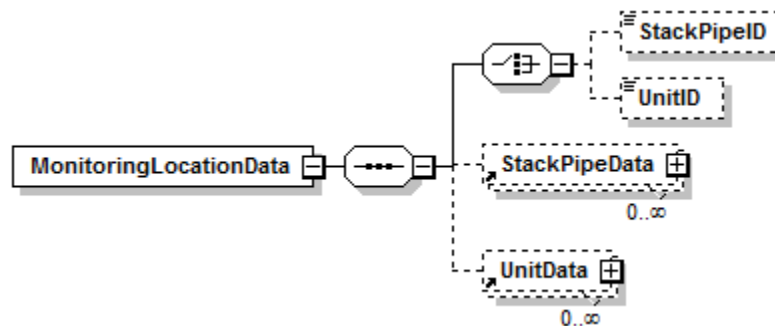 StackPipeID
UnitID
MonitoringLocationData
StackPipeData
0..∞
UnitData
0..∞